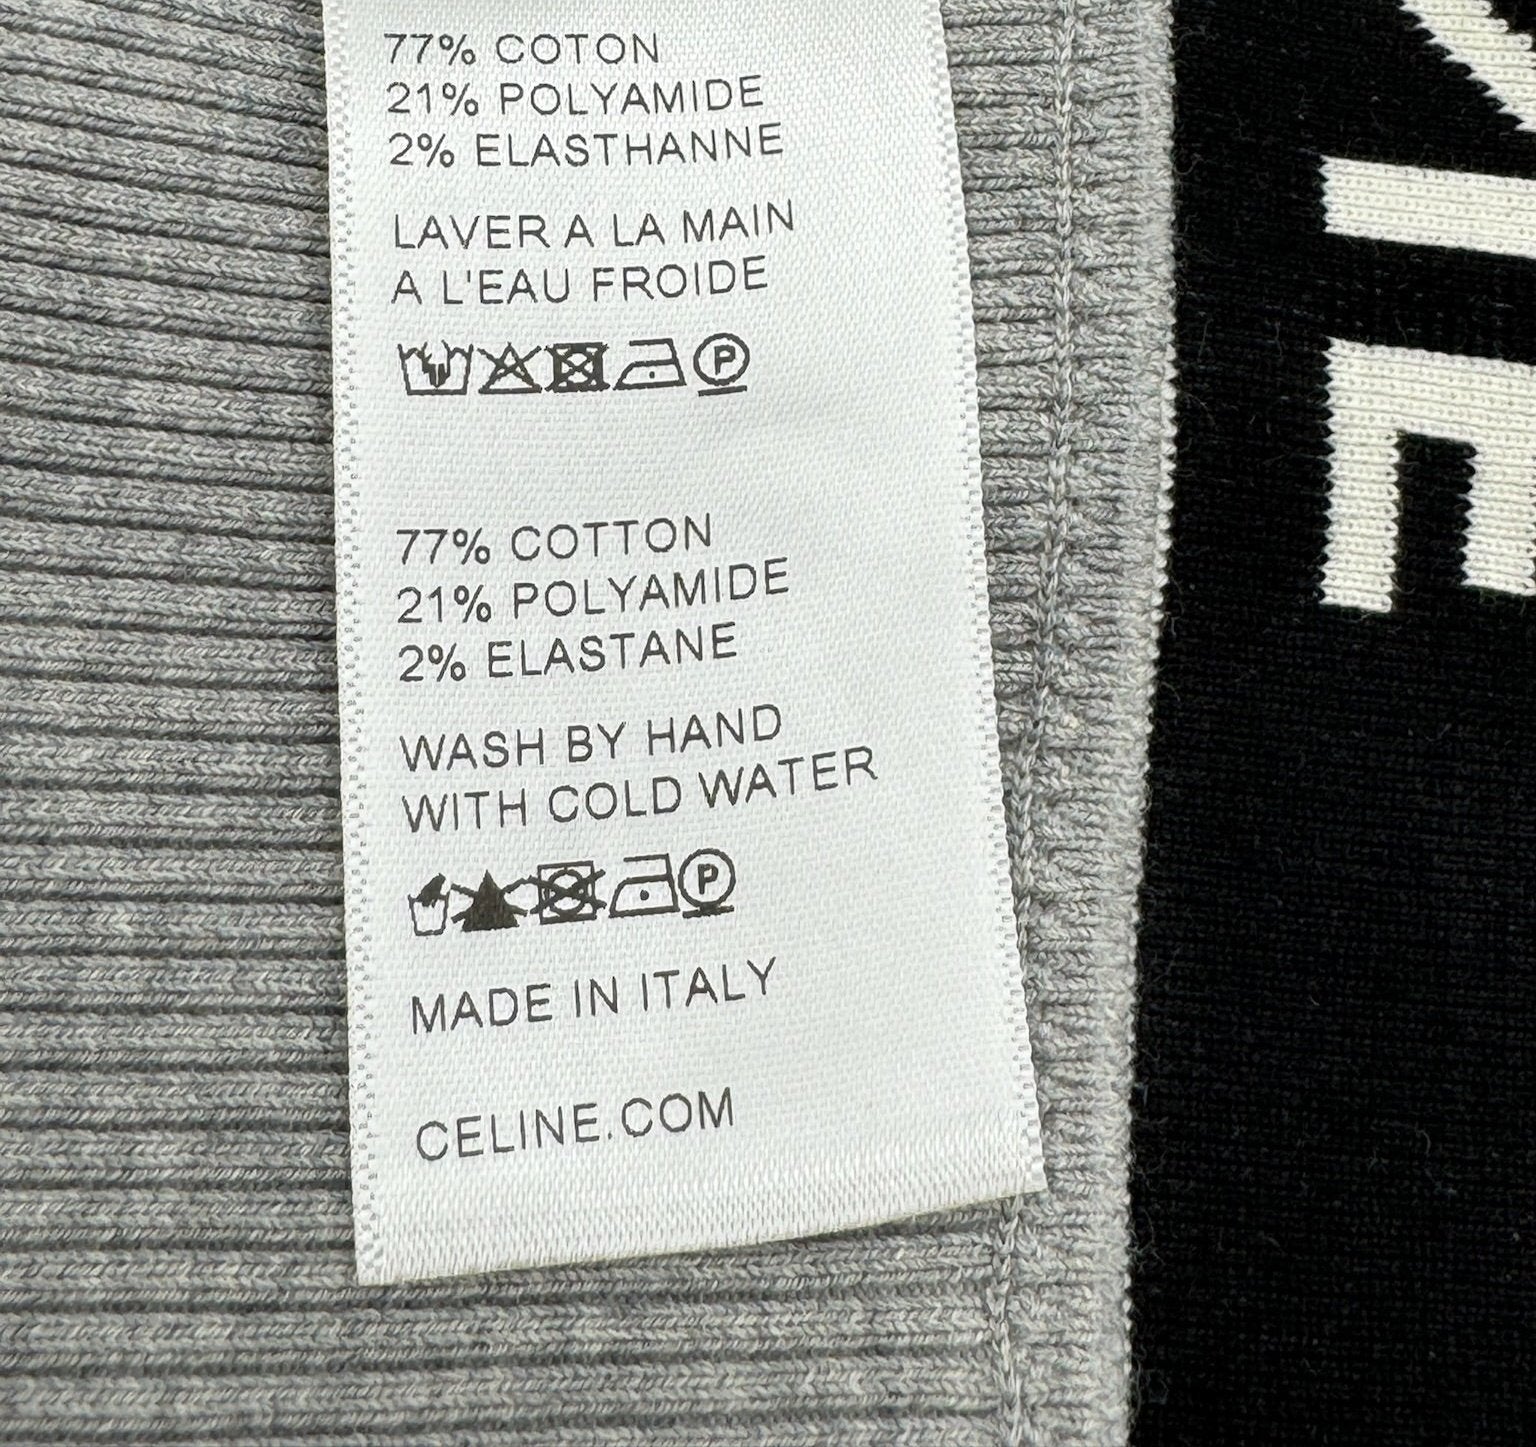 77% COTON
21% POLYAMIDE
2% ELASTHANNE
LAVER A LA MAIN
A L'EAU FROIDE
P
77% COTTON
21% POLYAMIDE
2% ELASTANE
WASH BY HAND
WITH COLD WATER
P
MADE IN ITALY
CELINE.COM